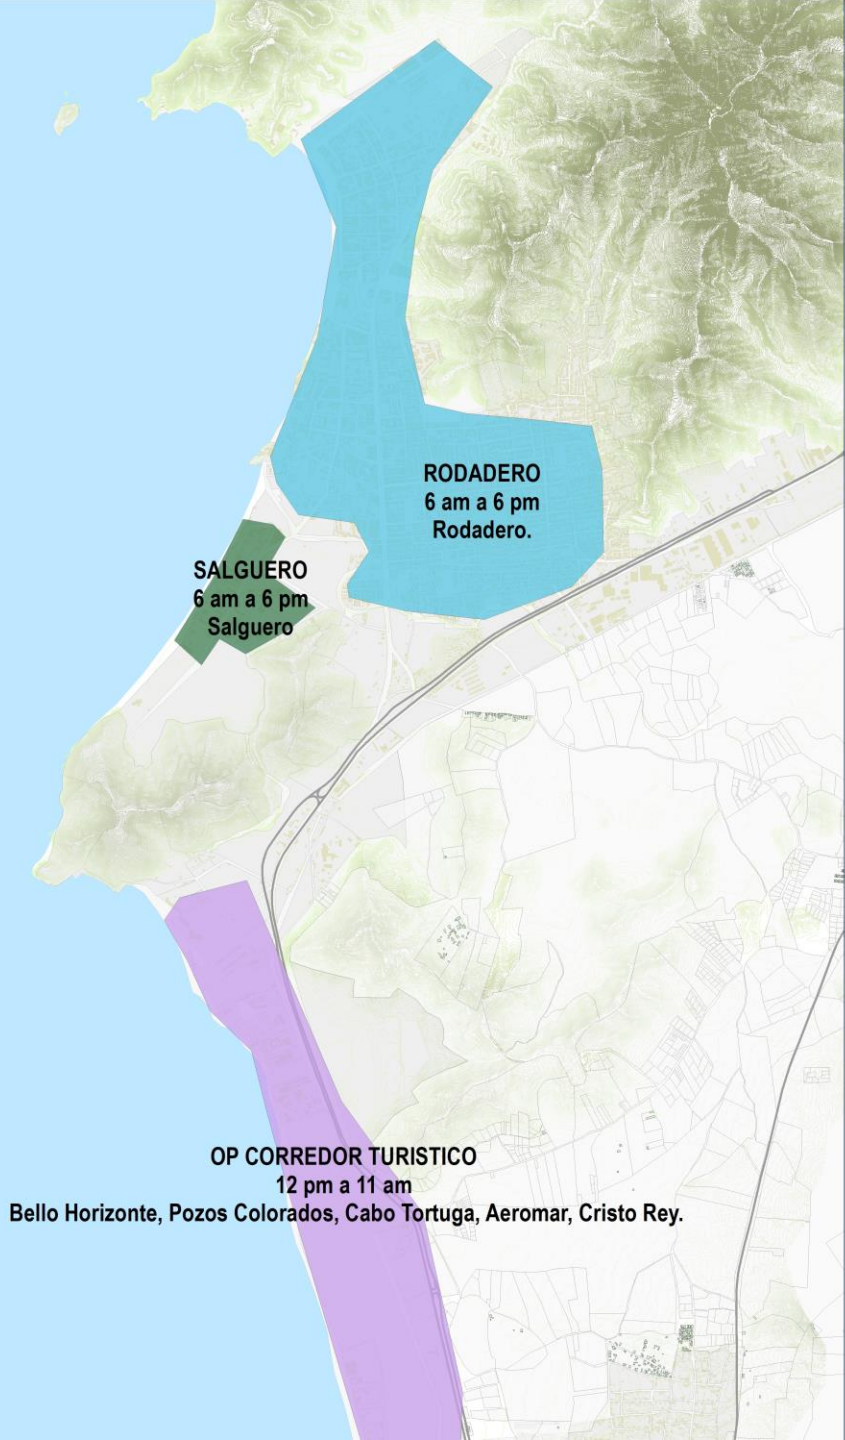 RODADERO
6 am a 6 pm
Rodadero.
SALGUERO
6 am a 6 pm
Salguero
OP CORREDOR TURISTICO
12 pm a 11 am
Bello Horizonte, Pozos Colorados, Cabo Tortuga, Aeromar, Cristo Rey.